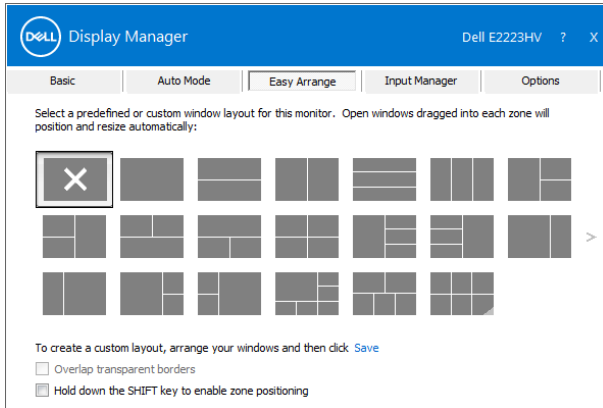 DELL Display Manager Dell E2223HV ? X
Basic Auto Mode Easy Arrange Input Manager Options
Select a predefined or custom window layout for this monitor. Open windows dragged into each zone will
position and resize automatically:
>
To create a custom layout, arrange your windows and then click Save
Overlap transparent borders
Hold down the SHIFT key to enable zone positioning